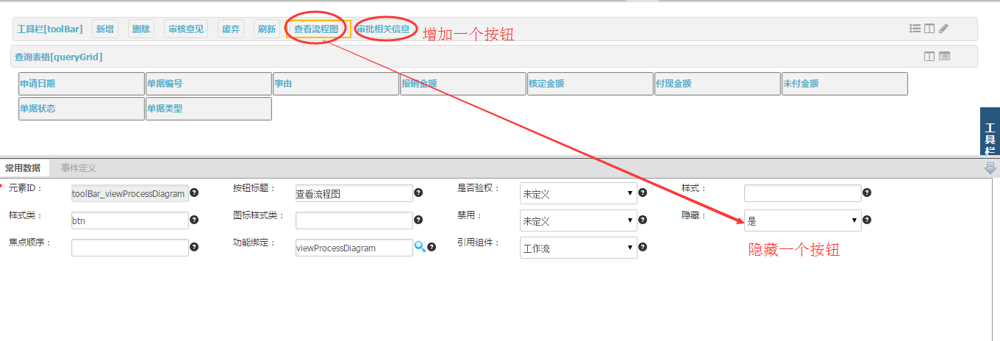 工具栏[toolBar] 新增 删除 审核意见 废弃 刷新 查看流程图 审批相关信息 增加一个按钮
查询表格[queryGrid]
申请日期 单据编号 事由 报销金额 核定金额 付现金额 未付金额
单据状态 单据类型
工具栏
常用数据 事件定义
* 元素ID： toolBar_viewProcessDiagram 按钮标题： 查看流程图 是否验权： 未定义 样式：
样式类： btn 图标样式类： 禁用： 未定义 隐藏： 是
焦点顺序： 功能绑定： viewProcessDiagram 引用组件： 工作流 隐藏一个按钮